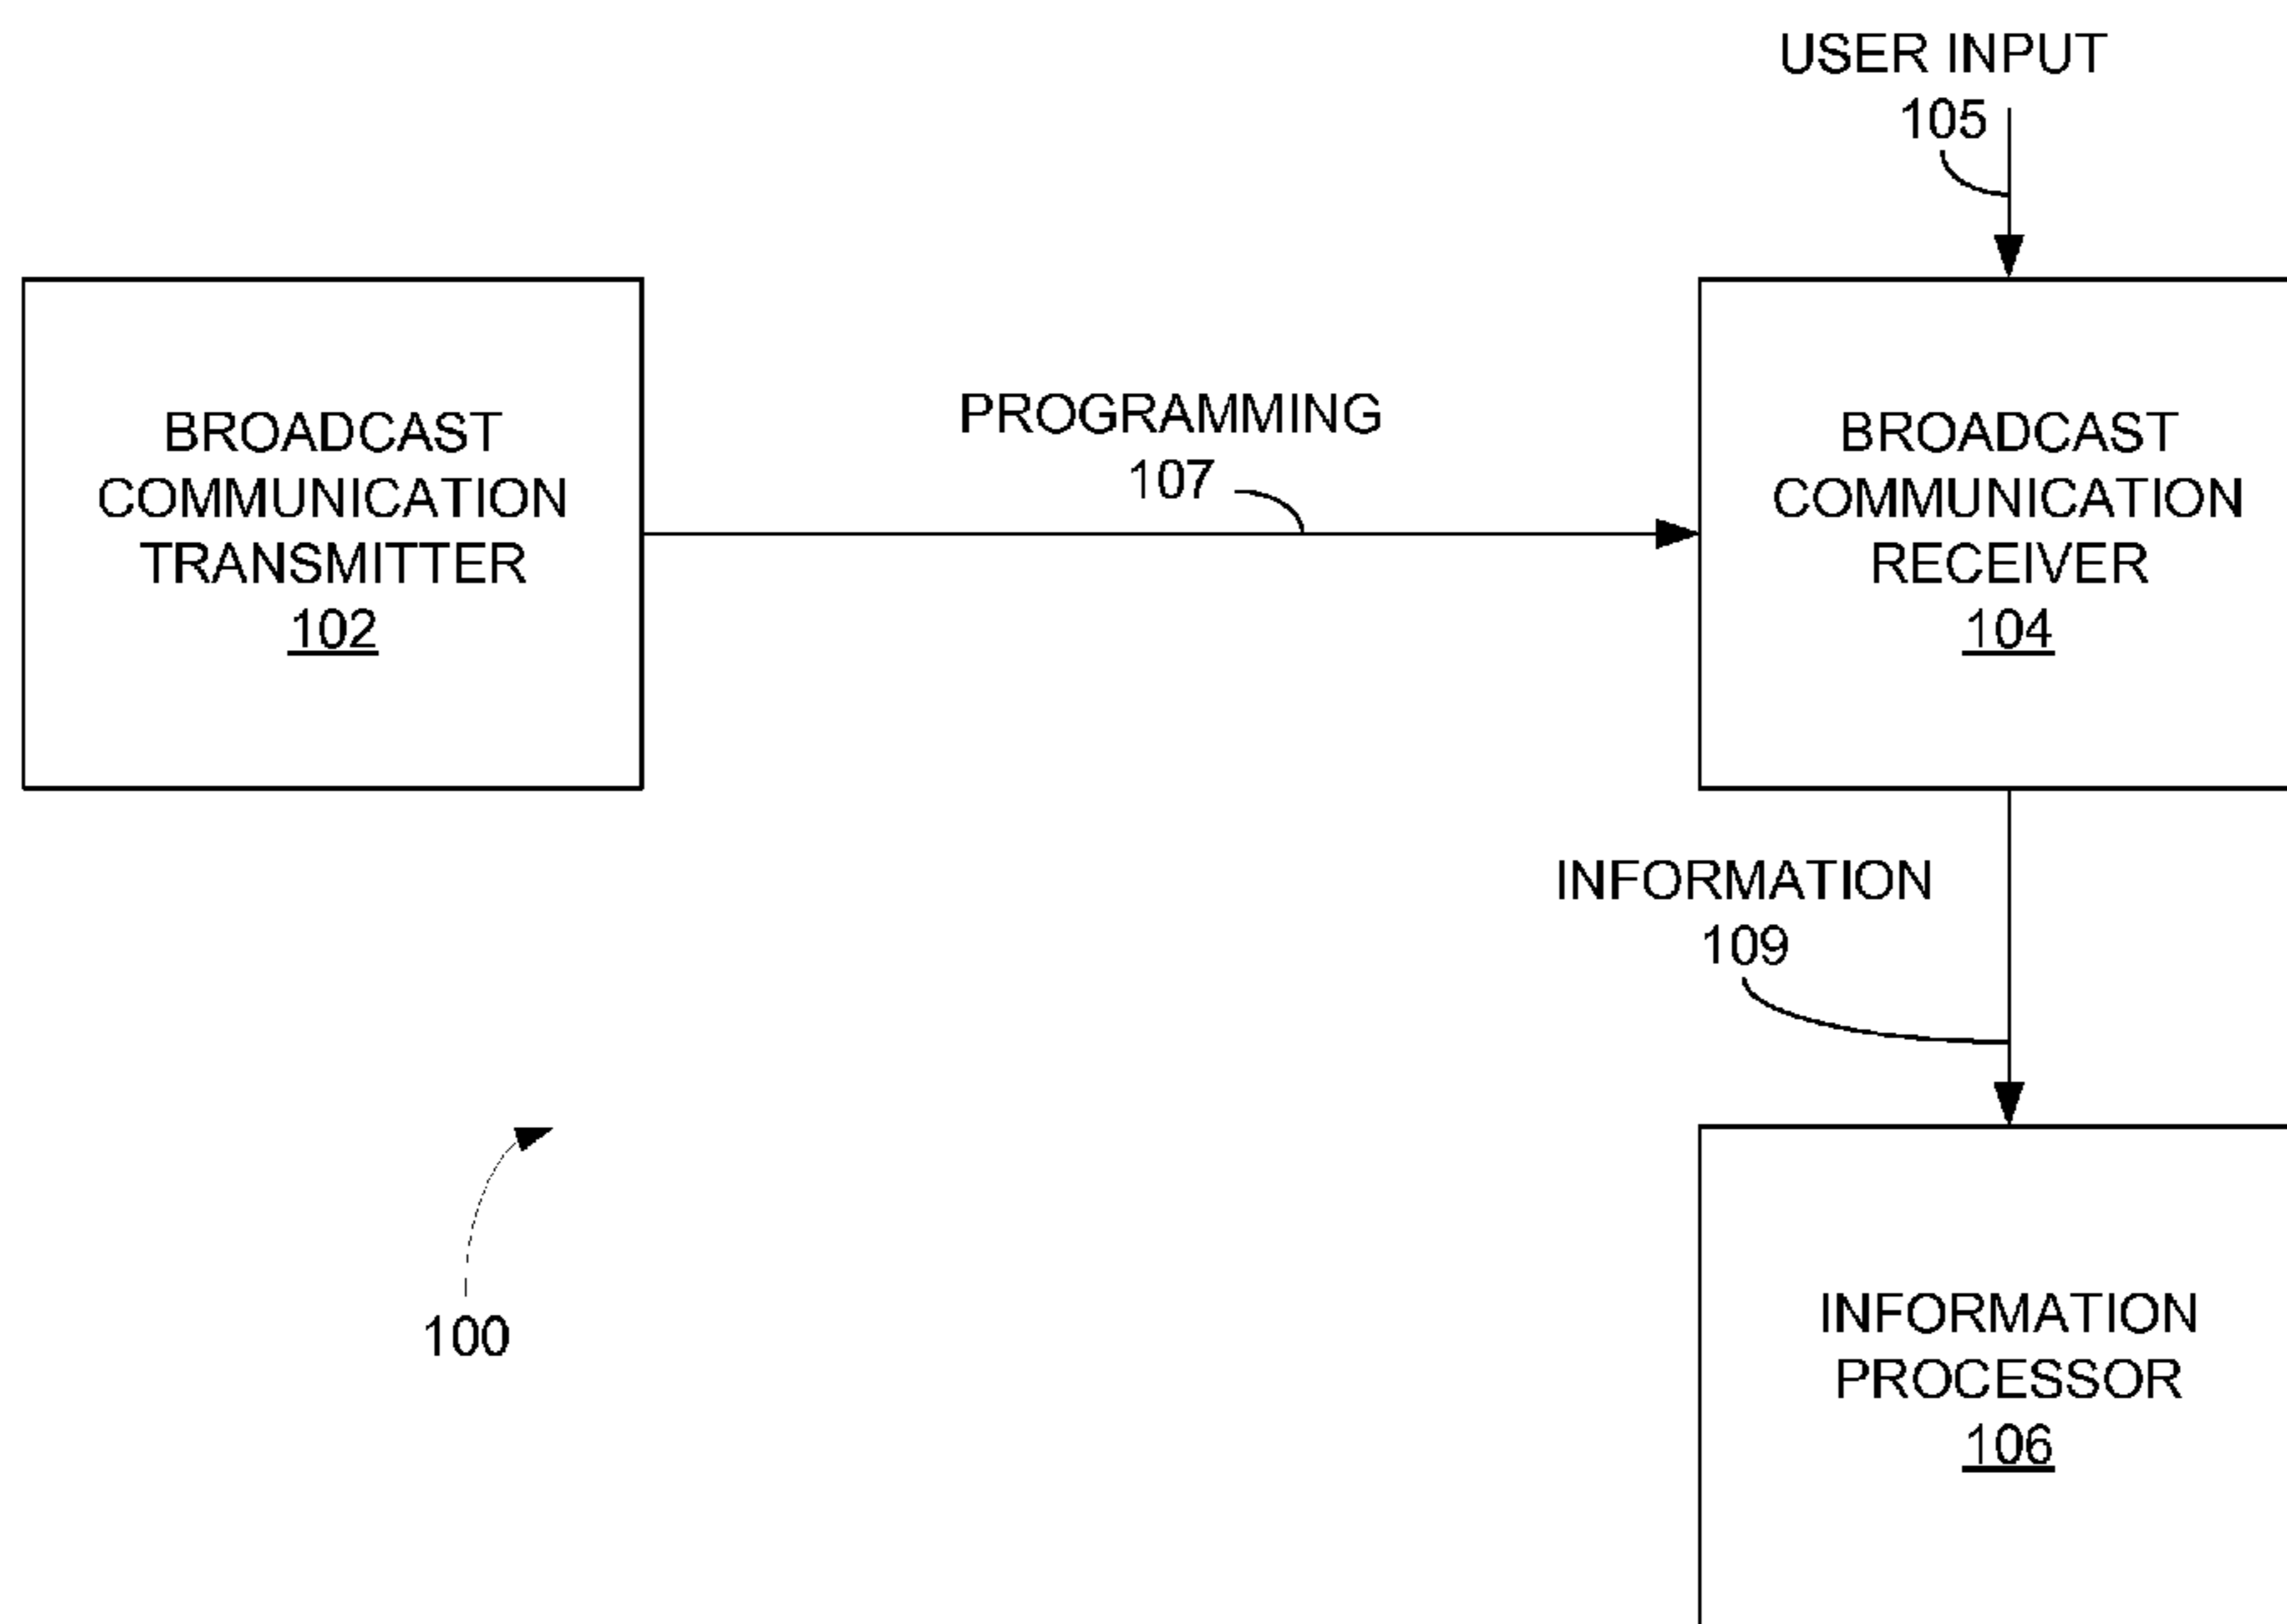 USER INPUT
105
BROADCAST
COMMUNICATION
TRANSMITTER
102
PROGRAMMING
107
BROADCAST
COMMUNICATION
RECEIVER
104
INFORMATION
109
100
INFORMATION
PROCESSOR
106